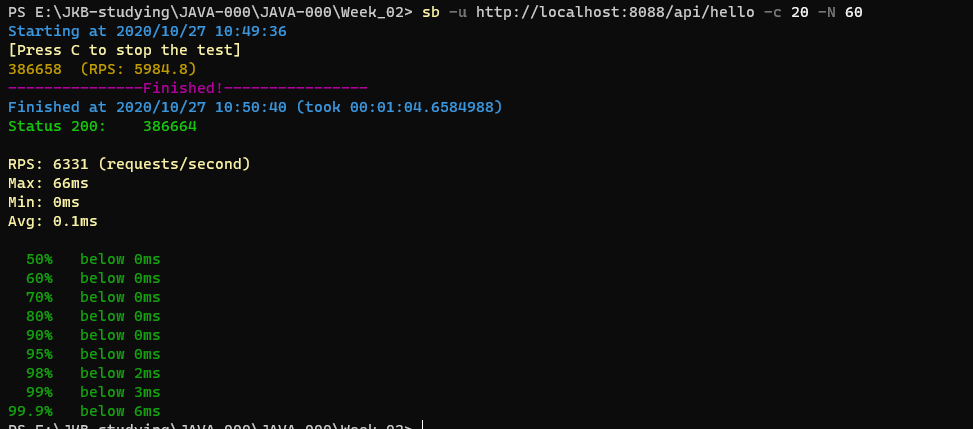 PS E:\JKB-studying\JAVA-000\JAVA-000\Week_02> sb -u http://localhost:8088/api/hello -c 20 -N 60
Starting at 2020/10/27 10:49:36
[Press C to stop the test]
386658  (RPS: 5984.8)
---------------Finished!----------------
Finished at 2020/10/27 10:50:40 (took 00:01:04.6584988)
Status 200:    386664
RPS: 6331 (requests/second)
Max: 66ms
Min: 0ms
Avg: 0.1ms
50%   below 0ms
60%   below 0ms
70%   below 0ms
80%   below 0ms
90%   below 0ms
95%   below 0ms
98%   below 2ms
99%   below 3ms
99.9%   below 6ms
PS E:\JKB-studying\JAVA-000\JAVA-000\Week_02>